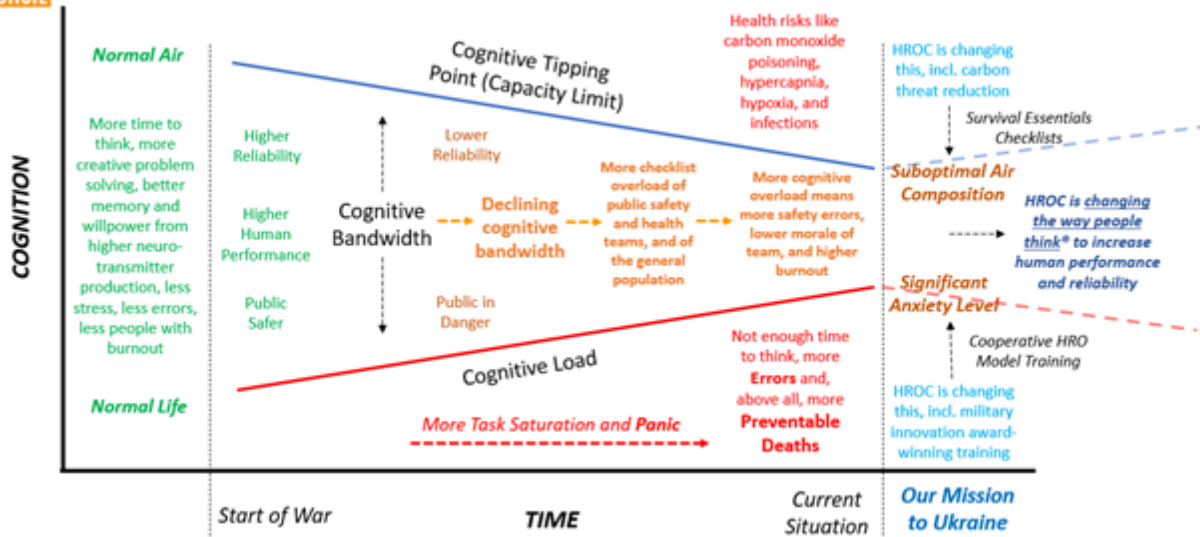 Normal Air
More time to
think, more
creative problem
solving, better
memory and
willpower from
higher neuro-
transmitter
production, less
stress, less errors,
less people with
burnout
Normal Life
COGNITION
Higher
Reliability
Higher
Human
Performance
Public
Safer
Cognitive Tipping
Point (Capacity Limit)
Cognitive
Bandwidth
Lower
Reliability
Declining
cognitive
bandwidth
Public in
Danger
Cognitive Load
More checklist
overload of
public safety
and health
teams, and of
the general
population
Health risks like
carbon monoxide
poisoning,
hypercapnia,
hypoxia, and
infections
More cognitive
overload means
more safety errors,
lower morale of
team, and higher
burnout
Not enough time
to think, more
Errors and,
above all, more
Preventable
Deaths
More Task Saturation and Panic
HROC is changing
this, incl. carbon
threat reduction
Survival Essentials
Checklists
Suboptimal Air
Composition
HROC is changing
the way people
think® to increase
human performance
and reliability
Significant
Anxiety Level
Cooperative HRO
Model Training
HROC is changing
this, incl. military
innovation award-
winning training
Start of War
TIME
Current
Situation
Our Mission
to Ukraine